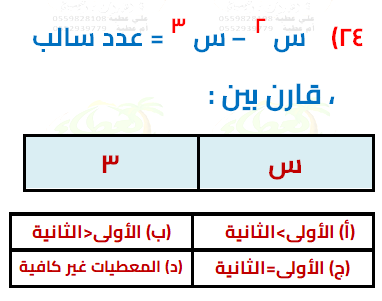 ٢٤) س ٢ – س ٣ = عدد سالب
، قارن بين :
س ٣
(أ) الأولى>الثانية (ب) الأولى<الثانية
(ج) الأولى=الثانية (د) المعطيات غير كافية